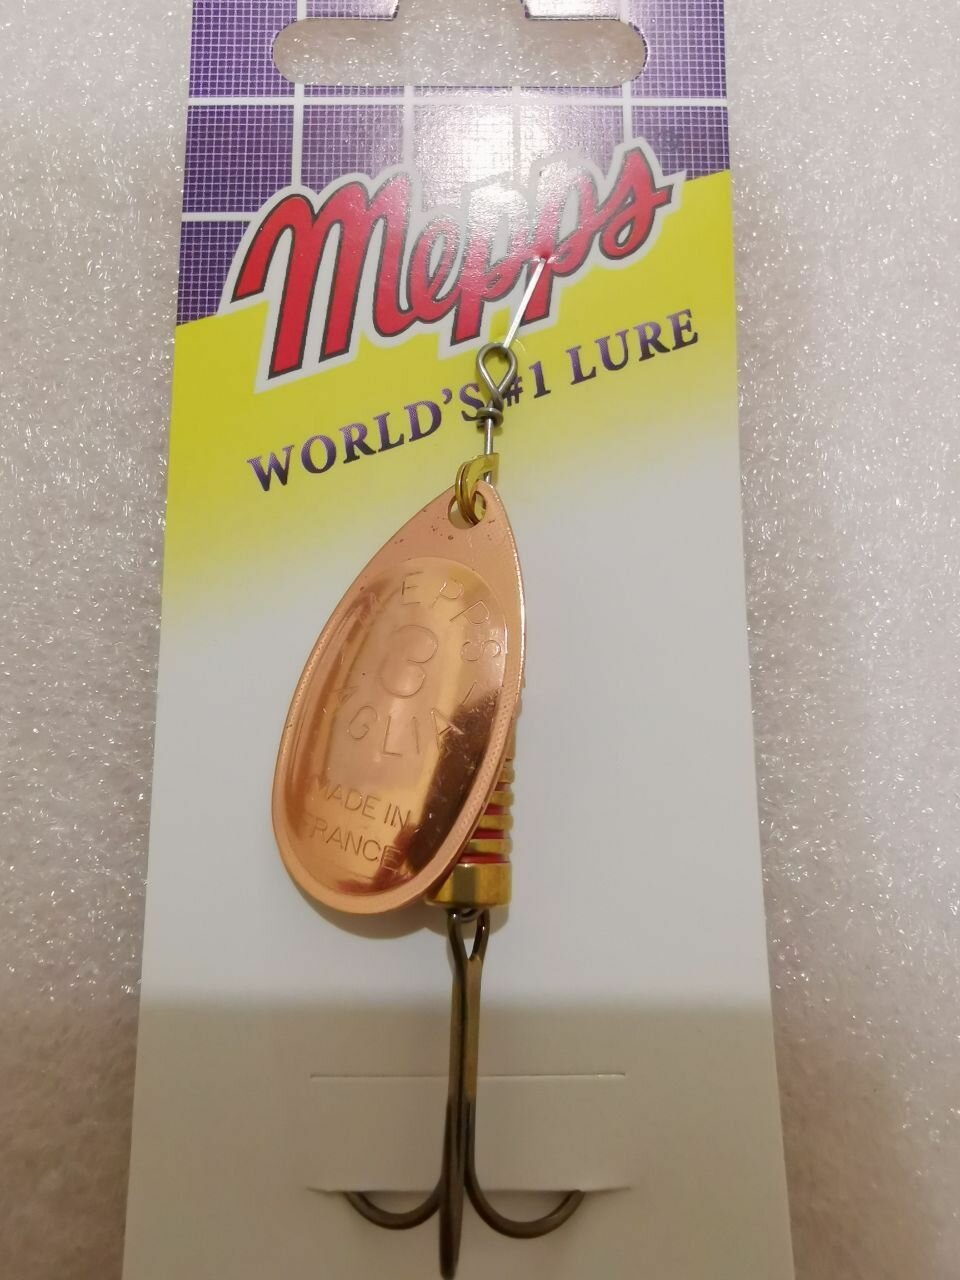 Mepps
WORLD'S #1 LURE
MEPPS
3
AGLIA
MADE IN
FRANCE